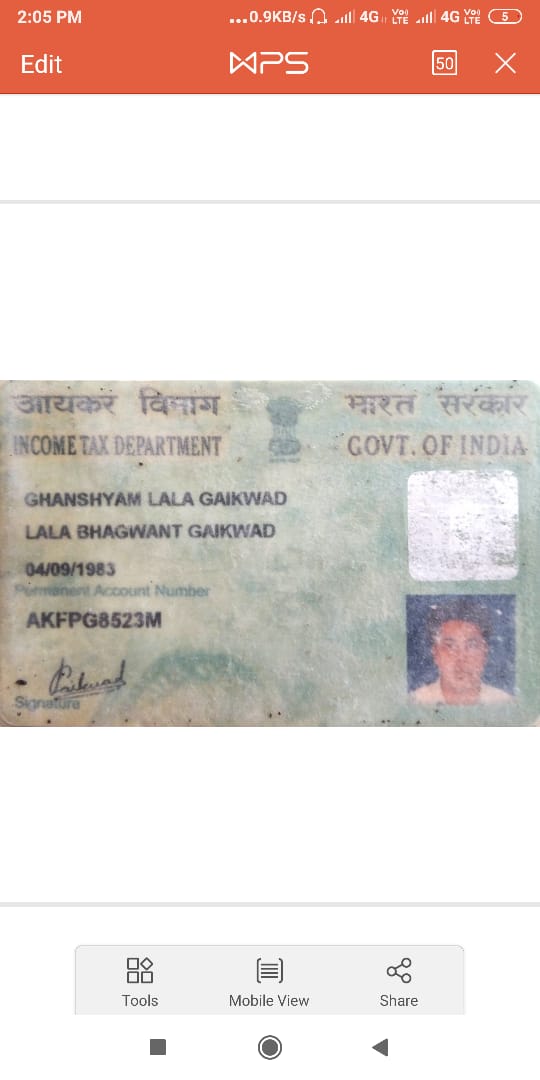 2:05 PM ...0.9KB/s 4G Vo) LTE 4G Vo) LTE 5
Edit WPS 50
आयकर विभाग भारत सरकार
INCOME TAX DEPARTMENT GOVT. OF INDIA
GHANSHYAM LALA GAIKWAD
LALA BHAGWANT GAIKWAD
04/09/1983
Permanent Account Number
AKFPG8523M
Signature
Tools Mobile View Share